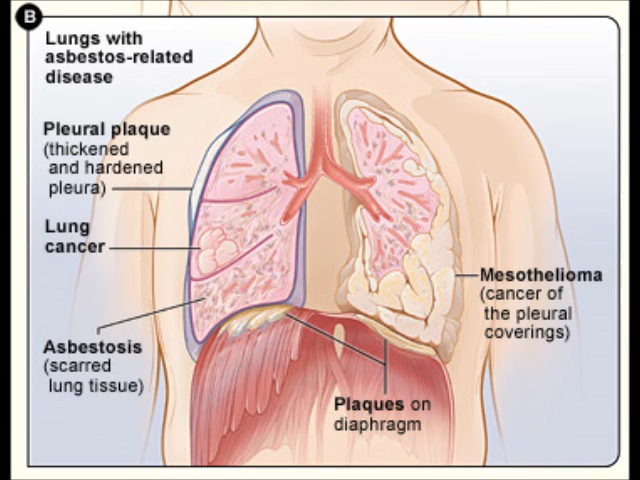 B
Lungs with
asbestos-related
disease
Pleural plaque
(thickened
and hardened
pleura)
Lung
cancer
Asbestosis
(scarred
lung tissue)
Mesothelioma
(cancer of
the pleural
coverings)
Plaques on
diaphragm